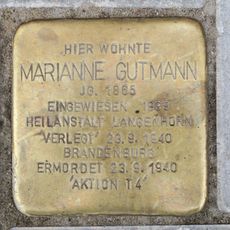 HIER WOHNTE
MARIANNE GUTMANN
JG. 1865
EINGEWIESEN
HEILANSTALT LANGENHORN
'VERLEGT' 23.9.1940
BRANDENBURG
ERMORDET 23.9.1940
'AKTION T4'